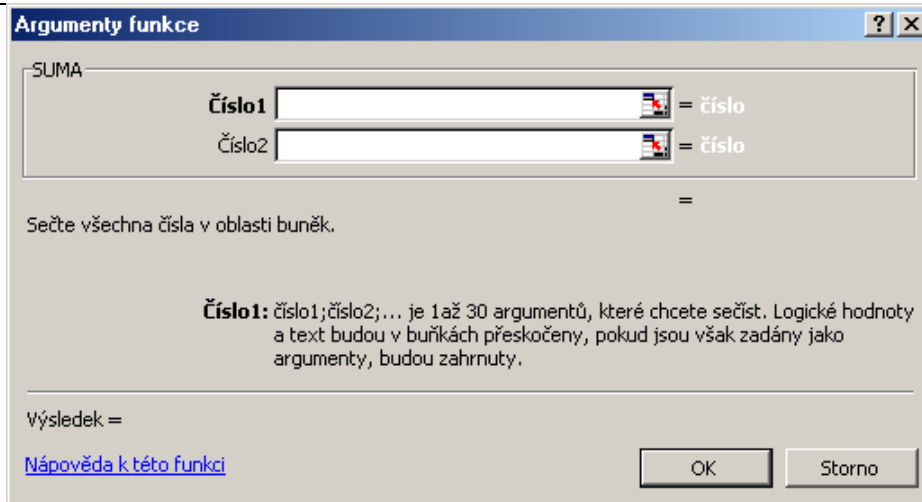 Argumenty funkce
SUMA
Číslo1 = číslo
Číslo2 = číslo
=
Sečte všechna čísla v oblasti buněk.
Číslo1: číslo1;číslo2;... je 1až 30 argumentů, které chcete sečíst. Logické hodnoty
a text budou v buňkách přeskočeny, pokud jsou však zadány jako
argumenty, budou zahrnuty.
Výsledek =
Nápověda k této funkci
OK Storno